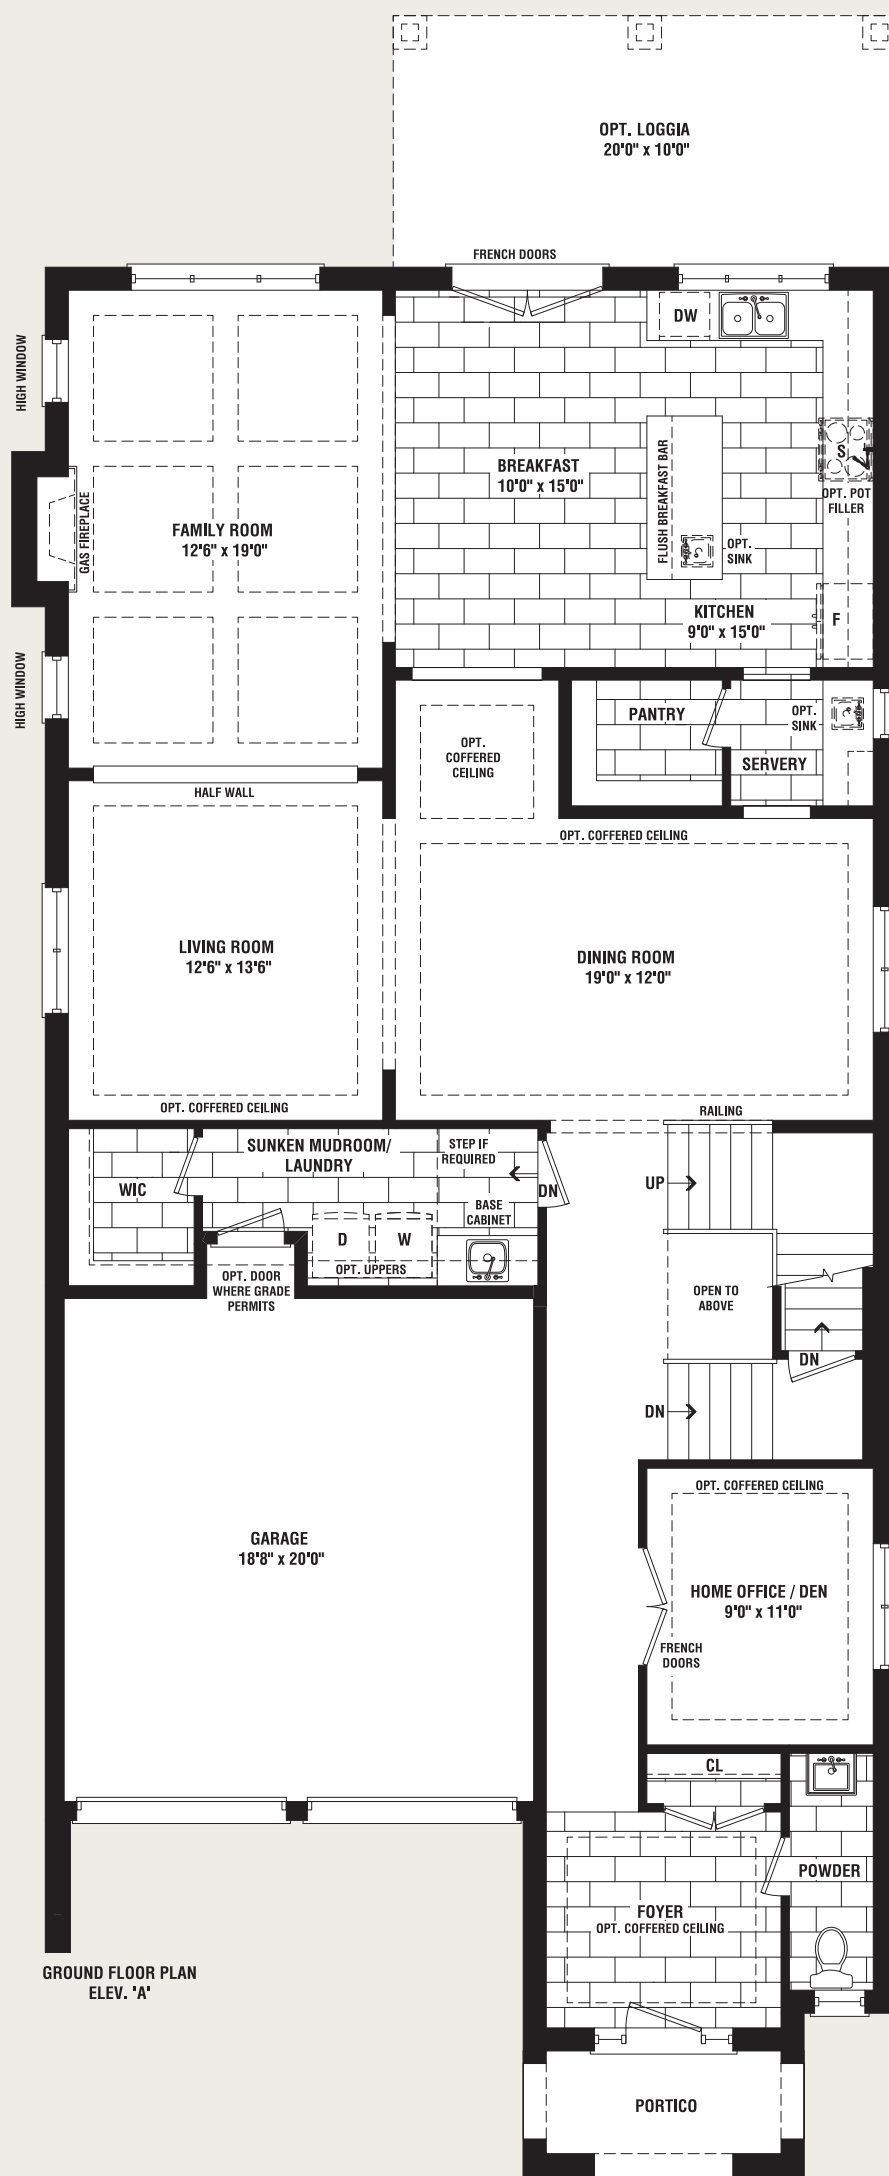 OPT. LOGGIA
20'0" x 10'0"
FRENCH DOORS
DW
HIGH WINDOW
S
OPT. POT
FILLER
BREAKFAST
10'0" x 15'0"
FLUSH BREAKFAST BAR
GAS FIREPLACE
FAMILY ROOM
12'6" x 19'0"
OPT.
SINK
KITCHEN
9'0" x 15'0"
F
HIGH WINDOW
PANTRY
OPT.
SINK
SERVERY
OPT.
COFFERED
CEILING
HALF WALL
OPT. COFFERED CEILING
LIVING ROOM
12'6" x 13'6"
DINING ROOM
19'0" x 12'0"
OPT. COFFERED CEILING
RAILING
SUNKEN MUDROOM/
LAUNDRY
STEP IF
REQUIRED
WIC
DN
UP
BASE
CABINET
D
W
OPT. UPPERS
OPT. DOOR
WHERE GRADE
PERMITS
OPEN TO
ABOVE
DN
DN
OPT. COFFERED CEILING
GARAGE
18'8" x 20'0"
HOME OFFICE / DEN
9'0" x 11'0"
FRENCH
DOORS
CL
POWDER
FOYER
OPT. COFFERED CEILING
GROUND FLOOR PLAN
ELEV. 'A'
PORTICO